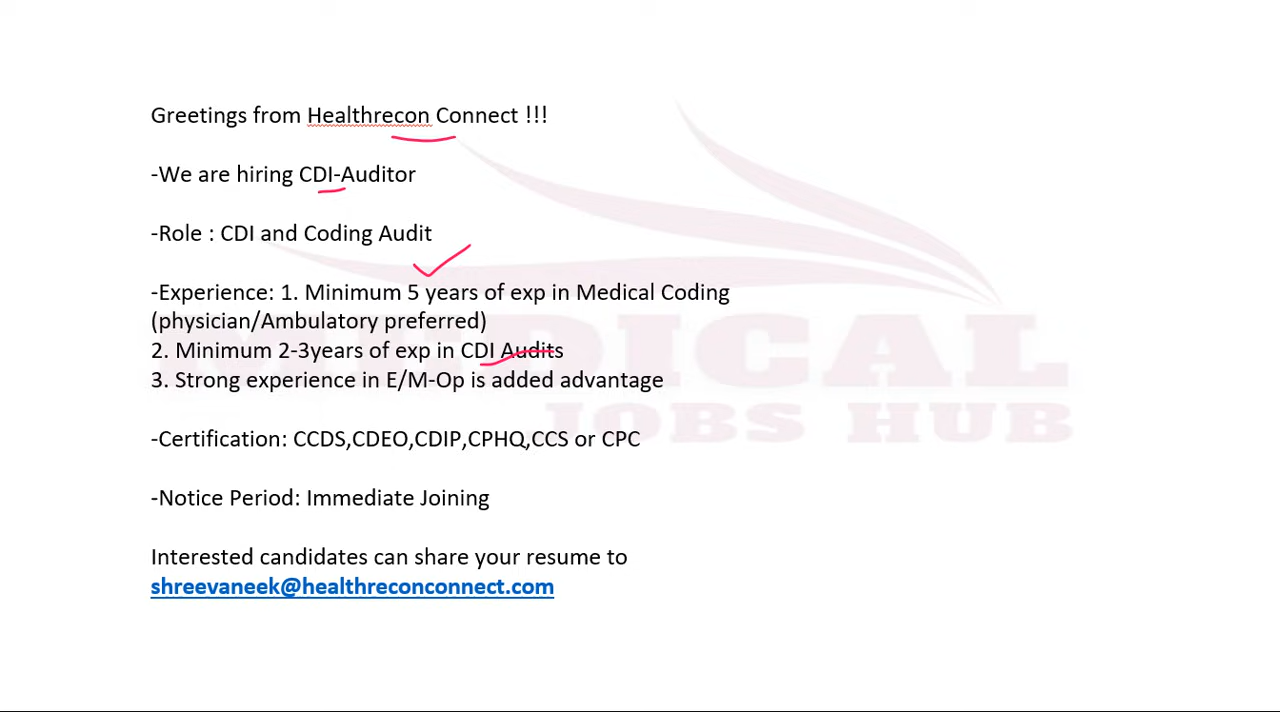 Greetings from Healthrecon Connect !!!
-We are hiring CDI-Auditor
-Role : CDI and Coding Audit
-Experience: 1. Minimum 5 years of exp in Medical Coding
(physician/Ambulatory preferred)
2. Minimum 2-3years of exp in CDI Audits
3. Strong experience in E/M-Op is added advantage
MEDICAL
JOBS HUB
-Certification: CCDS,CDEO,CDIP,CPHQ,CCS or CPC
-Notice Period: Immediate Joining
Interested candidates can share your resume to
shreevaneek@healthreconconnect.com